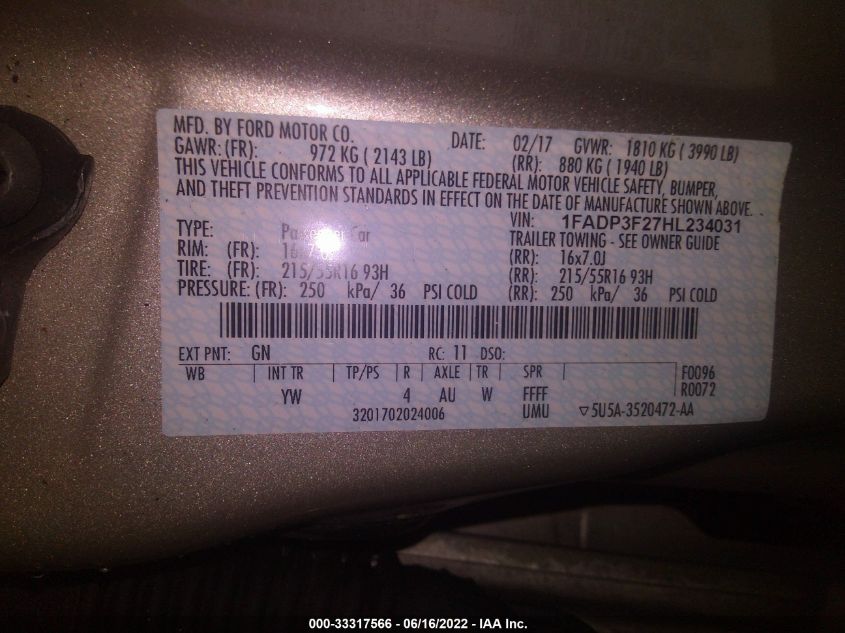 MFD. BY FORD MOTOR CO. DATE: 02/17 GVWR: 1810 KG ( 3990 LB)
GAWR: (FR): 972 KG ( 2143 LB) (RR): 880 KG ( 1940 LB)
THIS VEHICLE CONFORMS TO ALL APPLICABLE FEDERAL MOTOR VEHICLE SAFETY, BUMPER,
AND THEFT PREVENTION STANDARDS IN EFFECT ON THE DATE OF MANUFACTURE SHOWN ABOVE.
VIN: 1FADP3F27HL234031
TYPE: Passenger Car TRAILER TOWING - SEE OWNER GUIDE
RIM: (FR): 16x7.0J (RR): 16x7.0J
TIRE: (FR): 215/55R16 93H (RR): 215/55R16 93H
PRESSURE: (FR): 250 kPa/ 36 PSI COLD (RR): 250 kPa/ 36 PSI COLD
EXT PNT: GN RC: 11 DSO:
WB INT TR TP/PS R AXLE TR SPR F0096
YW 4 AU W FFFF R0072
3201702024006 UMU ▽5U5A-3520472-AA
000-33317566 - 06/16/2022 - IAA Inc.